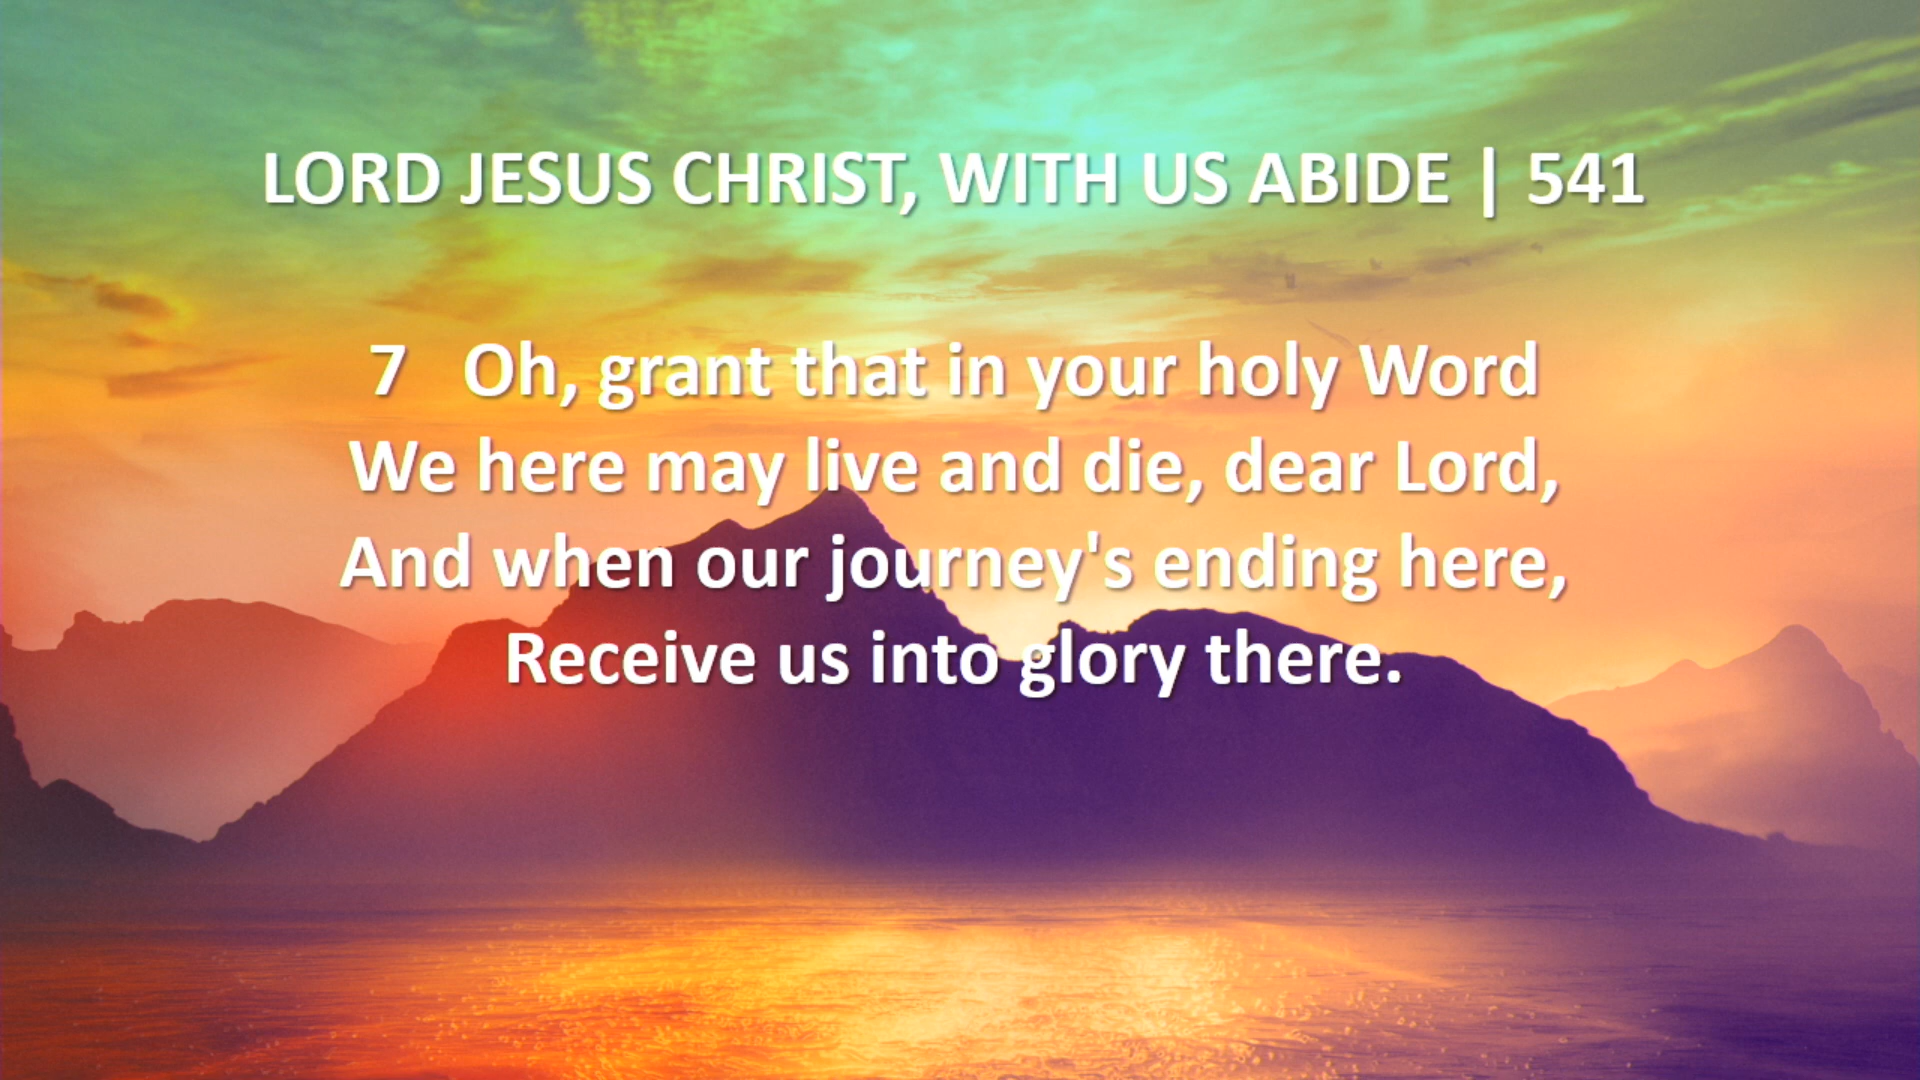 LORD JESUS CHRIST, WITH US ABIDE | 541
7 Oh, grant that in your holy Word
We here may live and die, dear Lord,
And when our journey's ending here,
Receive us into glory there.